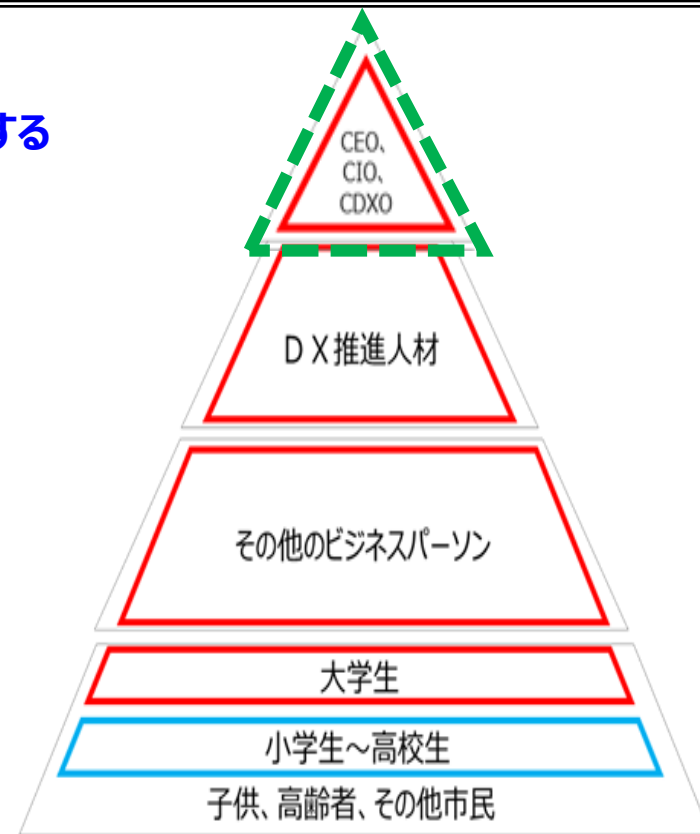 する
CEO、
CIO、
CDXO
ＤＸ推進人材
その他のビジネスパーソン
大学生
小学生～高校生
子供、高齢者、その他市民